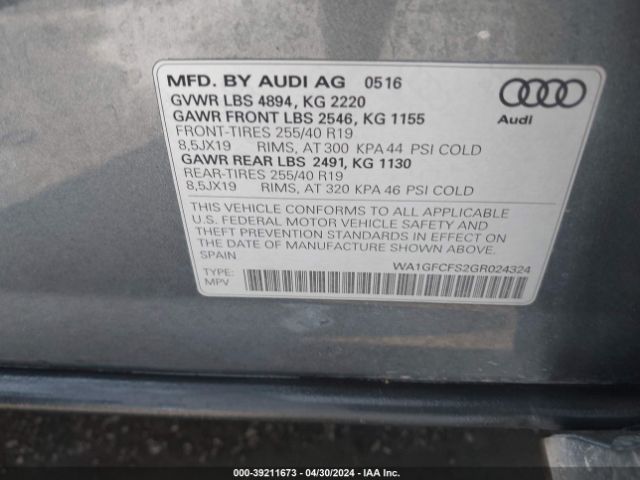 MFD. BY AUDI AG 0516
GVWR LBS 4894, KG 2220
GAWR FRONT LBS 2546, KG 1155
FRONT-TIRES 255/40 R19
8,5JX19 RIMS, AT 300 KPA 44 PSI COLD
GAWR REAR LBS 2491, KG 1130
REAR-TIRES 255/40 R19
8,5JX19 RIMS, AT 320 KPA 46 PSI COLD
Audi
THIS VEHICLE CONFORMS TO ALL APPLICABLE
U.S. FEDERAL MOTOR VEHICLE SAFETY AND
THEFT PREVENTION STANDARDS IN EFFECT ON
THE DATE OF MANUFACTURE SHOWN ABOVE.
SPAIN
WA1GFCFS2GR024324
TYPE:
MPV
000-39211673 - 04/30/2024 - IAA Inc.